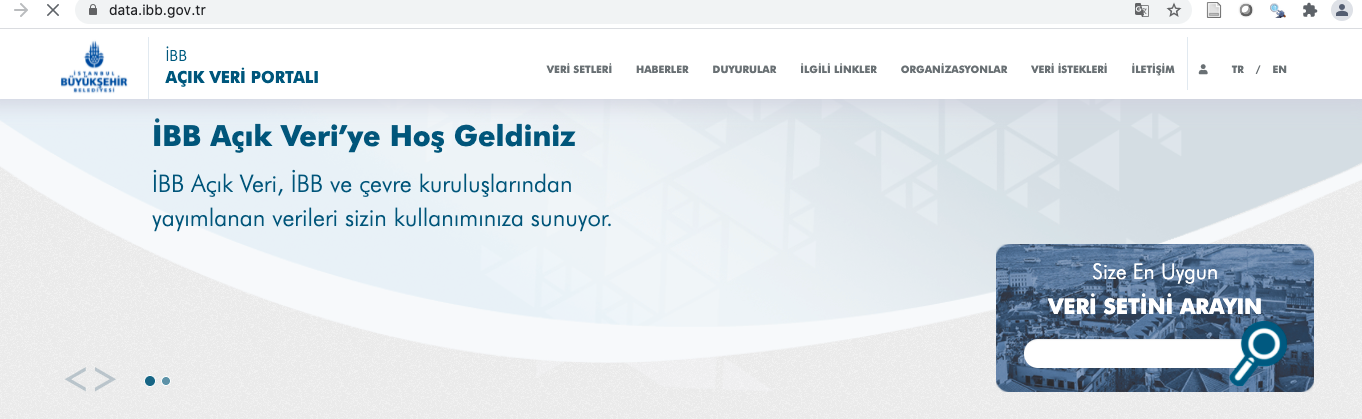 data.ibb.gov.tr
İSTANBUL
BÜYÜKŞEHİR
BELEDİYESİ
İBB
AÇIK VERİ PORTALI
VERİ SETLERİ HABERLER DUYURULAR İLGİLİ LİNKLER ORGANİZASYONLAR VERİ İSTEKLERİ İLETİŞİM TR / EN
İBB Açık Veri’ye Hoş Geldiniz
İBB Açık Veri, İBB ve çevre kuruluşlarından
yayımlanan verileri sizin kullanımınıza sunuyor.
Size En Uygun
VERİ SETİNİ ARAYIN